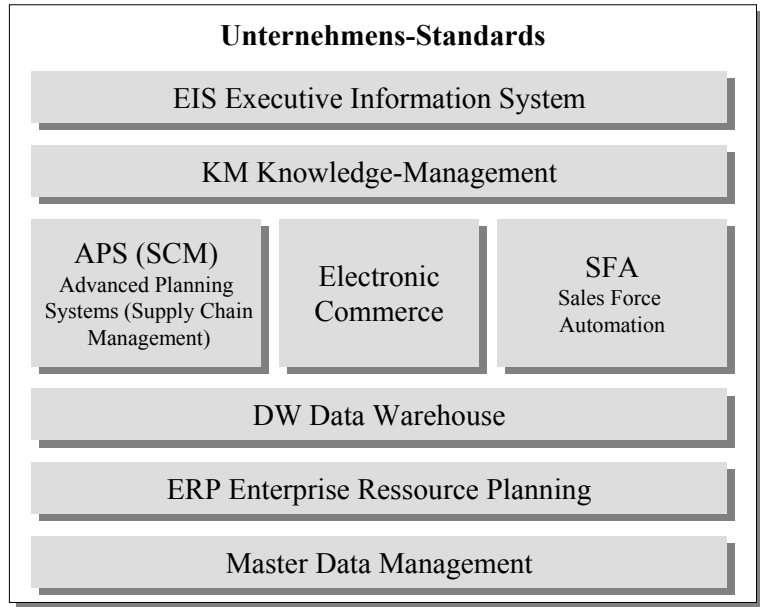 Unternehmens-Standards
EIS Executive Information System
KM Knowledge-Management
APS (SCM)
Advanced Planning
Systems (Supply Chain
Management)
Electronic
Commerce
SFA
Sales Force
Automation
DW Data Warehouse
ERP Enterprise Ressource Planning
Master Data Management